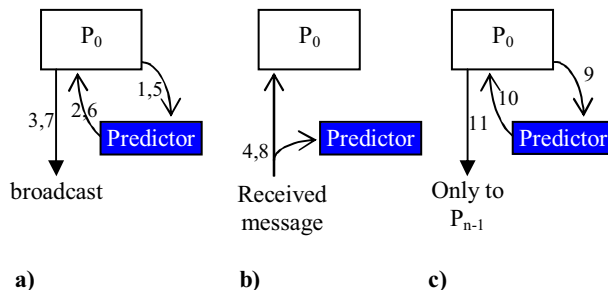 P0
1,5
3,7
2,6
Predictor
broadcast
a)
P0
4,8
Predictor
Received
message
b)
P0
9
10
11
Predictor
Only to
Pn-1
c)